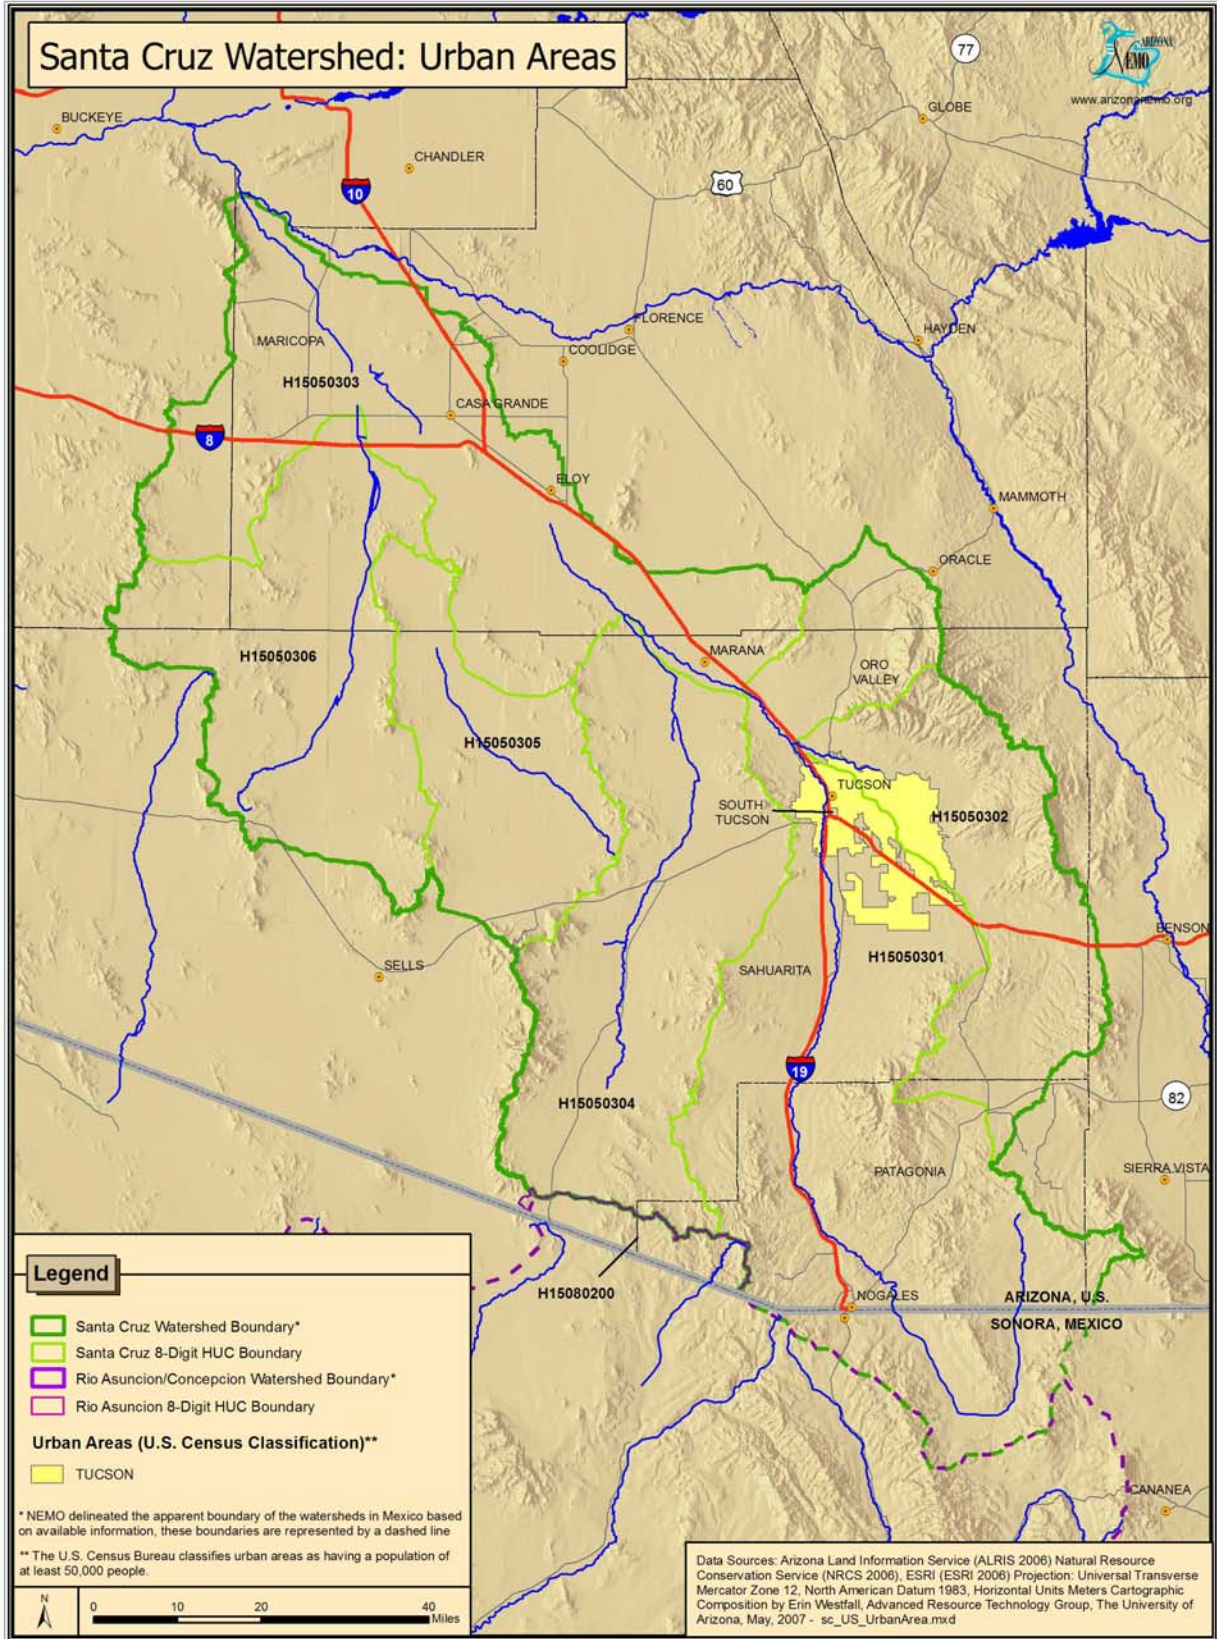 Santa Cruz Watershed: Urban Areas
ARIZONA
NEMO
www.arizonanemo.org
77
BUCKEYE
GLOBE
CHANDLER
10
60
FLORENCE
HAYDEN
MARICOPA
COOLIDGE
H15050303
CASA GRANDE
8
ELOY
MAMMOTH
ORACLE
H15050306
MARANA
ORO
VALLEY
H15050305
TUCSON
SOUTH
TUCSON
H15050302
BENSON
SELLS
SAHUARITA
H15050301
19
H15050304
82
PATAGONIA
SIERRA VISTA
H15080200
NOGALES
ARIZONA, U.S.
SONORA, MEXICO
CANANEA
Legend
Santa Cruz Watershed Boundary*
Santa Cruz 8-Digit HUC Boundary
Rio Asuncion/Concepcion Watershed Boundary*
Rio Asuncion 8-Digit HUC Boundary
Urban Areas (U.S. Census Classification)**
TUCSON
* NEMO delineated the apparent boundary of the watersheds in Mexico based
on available information, these boundaries are represented by a dashed line
** The U.S. Census Bureau classifies urban areas as having a population of
at least 50,000 people.
N
0 10 20 40
Miles
Data Sources: Arizona Land Information Service (ALRIS 2006) Natural Resource
Conservation Service (NRCS 2006), ESRI (ESRI 2006) Projection: Universal Transverse
Mercator Zone 12, North American Datum 1983, Horizontal Units Meters Cartographic
Composition by Erin Westfall, Advanced Resource Technology Group, The University of
Arizona, May, 2007 - sc_US_UrbanArea.mxd